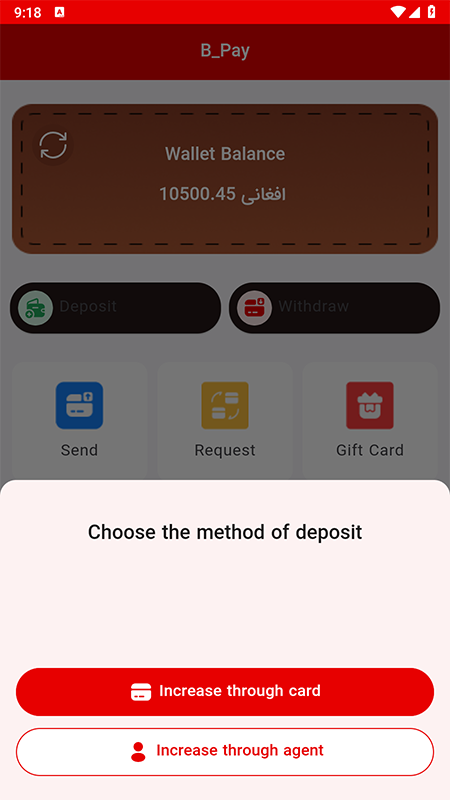 9:18
B_Pay
Wallet Balance
10500.45 افغانی
Deposit
Withdraw
Send
Request
Gift Card
Choose the method of deposit
Increase through card
Increase through agent